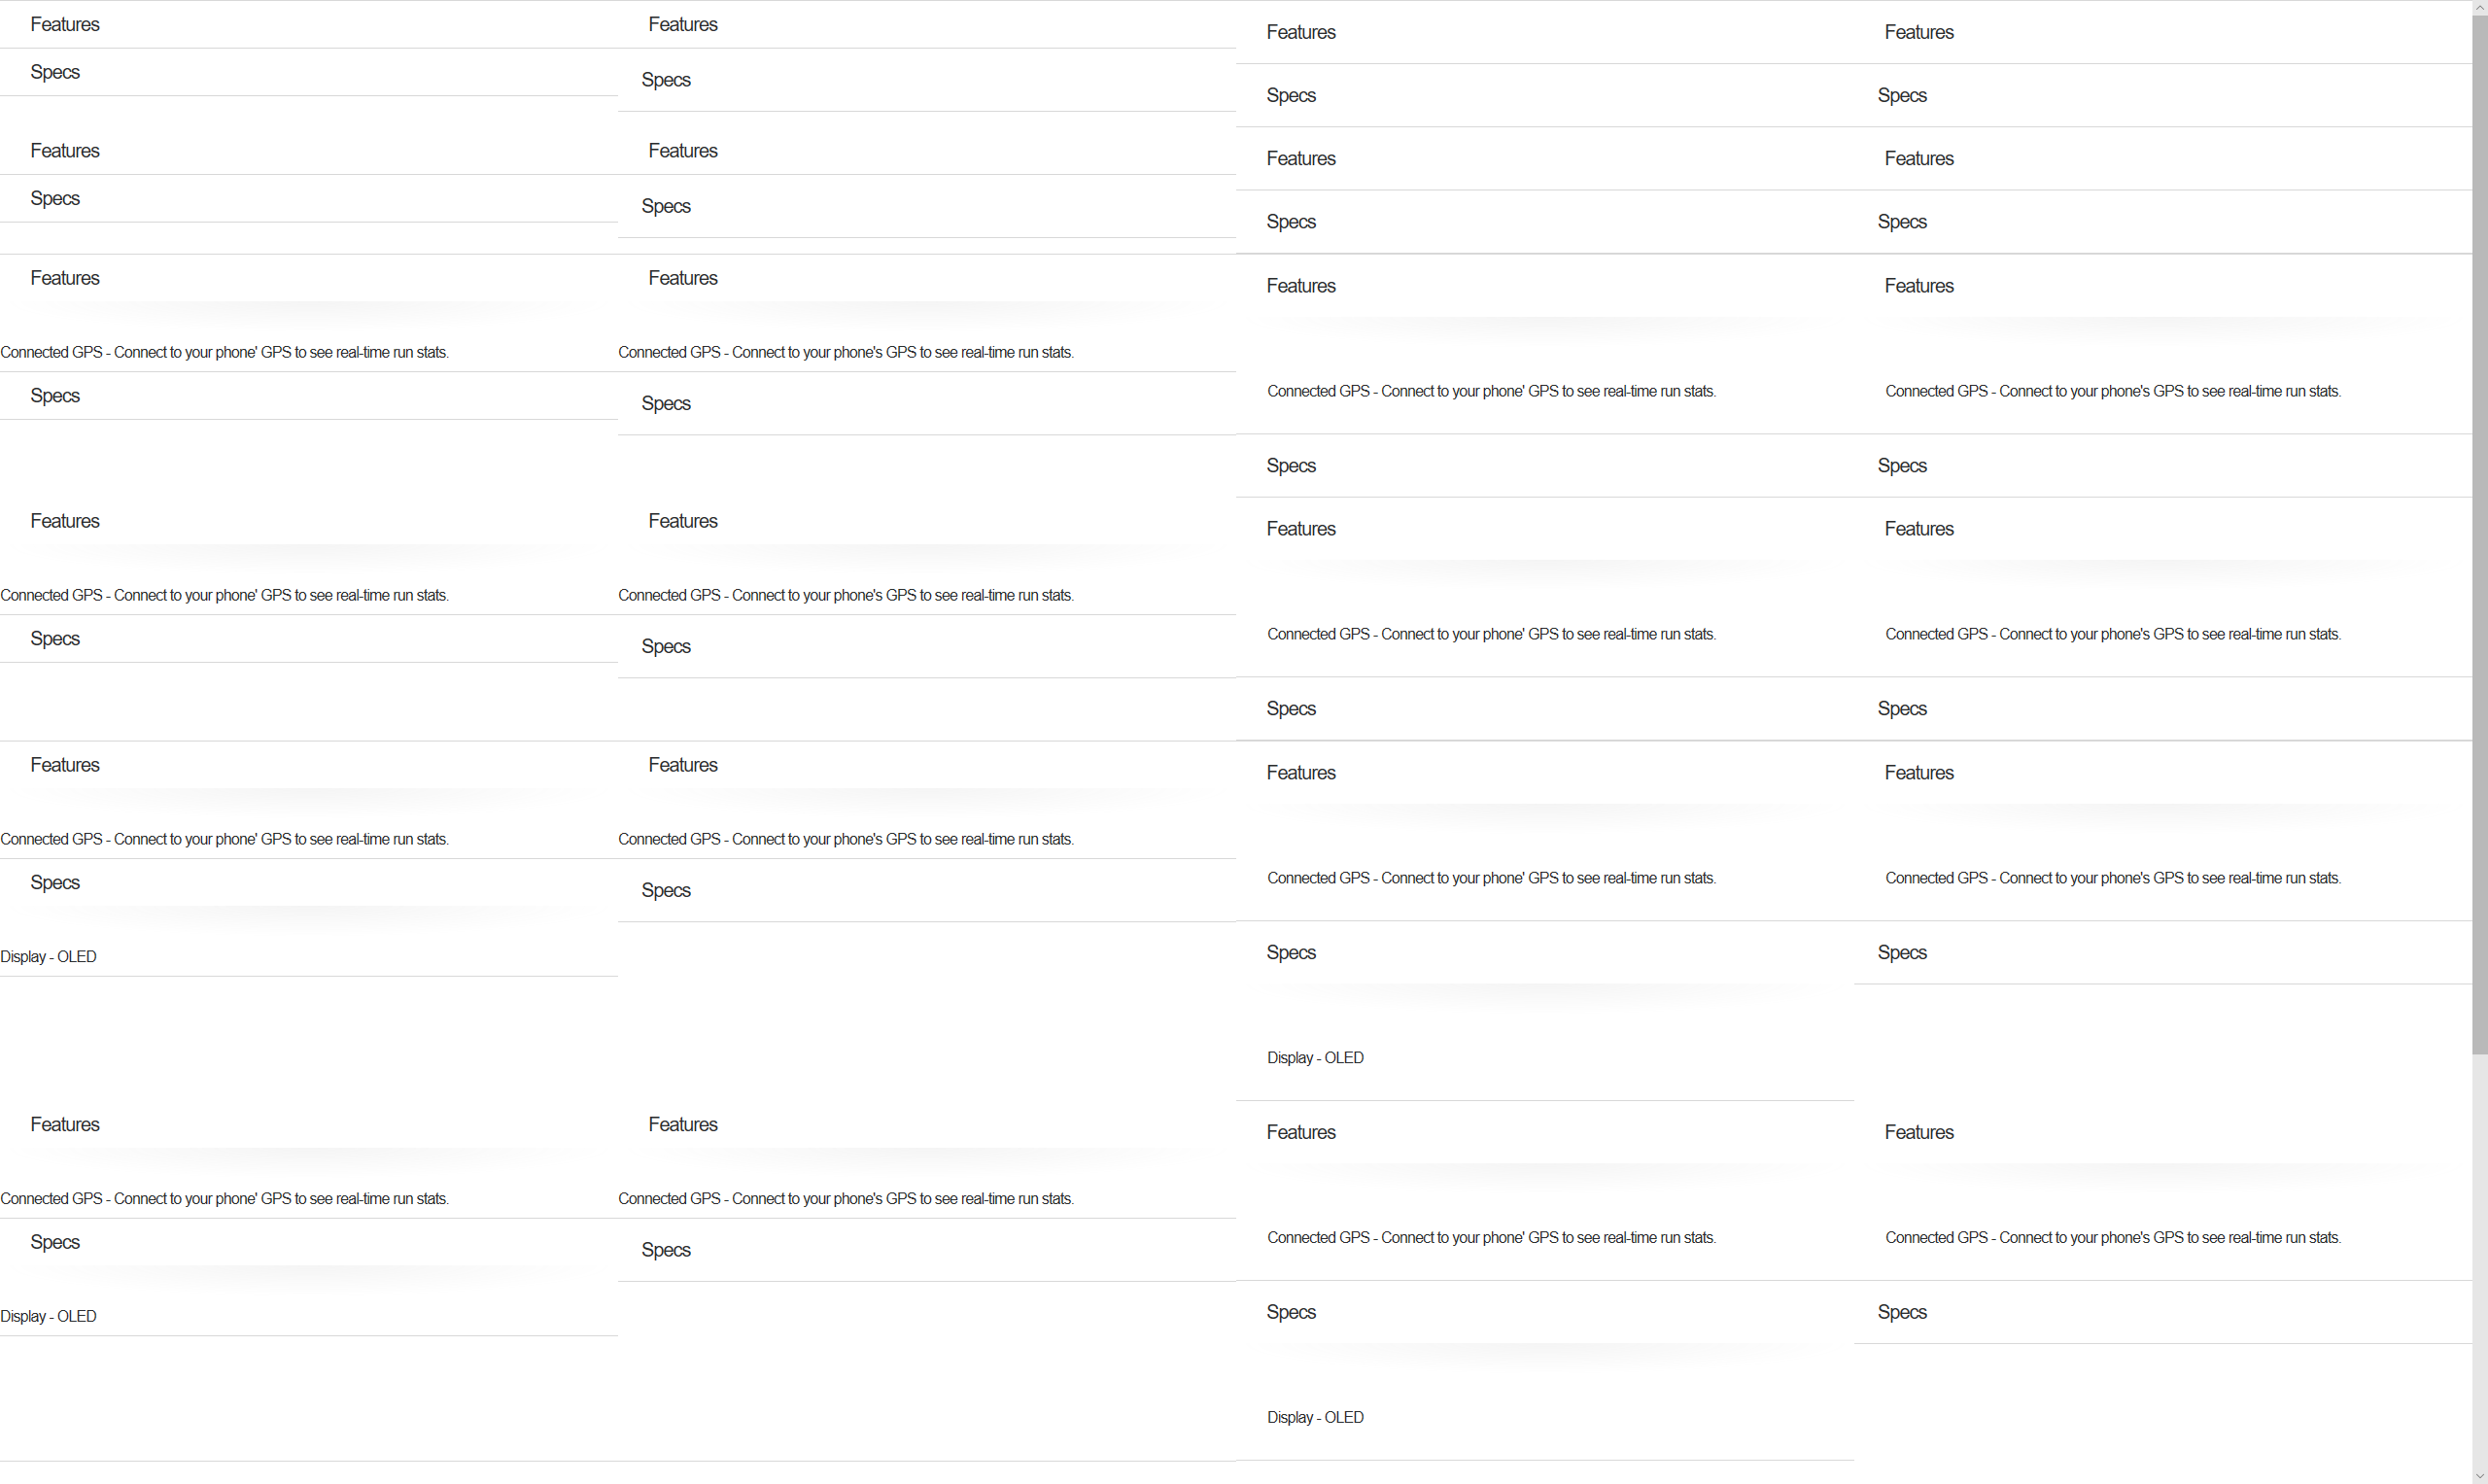 Features Features Features Features
Specs Specs Specs Specs
Features Features Features Features
Specs Specs Specs Specs
Features Features Features Features
Connected GPS - Connect to your phone' GPS to see real-time run stats. Connected GPS - Connect to your phone's GPS to see real-time run stats. Connected GPS - Connect to your phone' GPS to see real-time run stats. Connected GPS - Connect to your phone's GPS to see real-time run stats.
Specs Specs Specs Specs
Features Features Features Features
Connected GPS - Connect to your phone' GPS to see real-time run stats. Connected GPS - Connect to your phone's GPS to see real-time run stats. Connected GPS - Connect to your phone' GPS to see real-time run stats. Connected GPS - Connect to your phone's GPS to see real-time run stats.
Specs Specs Specs Specs
Features Features Features Features
Connected GPS - Connect to your phone' GPS to see real-time run stats. Connected GPS - Connect to your phone's GPS to see real-time run stats. Connected GPS - Connect to your phone' GPS to see real-time run stats. Connected GPS - Connect to your phone's GPS to see real-time run stats.
Specs Specs Specs Specs
Display - OLED Display - OLED
Features Features Features Features
Connected GPS - Connect to your phone' GPS to see real-time run stats. Connected GPS - Connect to your phone's GPS to see real-time run stats. Connected GPS - Connect to your phone' GPS to see real-time run stats. Connected GPS - Connect to your phone's GPS to see real-time run stats.
Specs Specs Specs Specs
Display - OLED Display - OLED